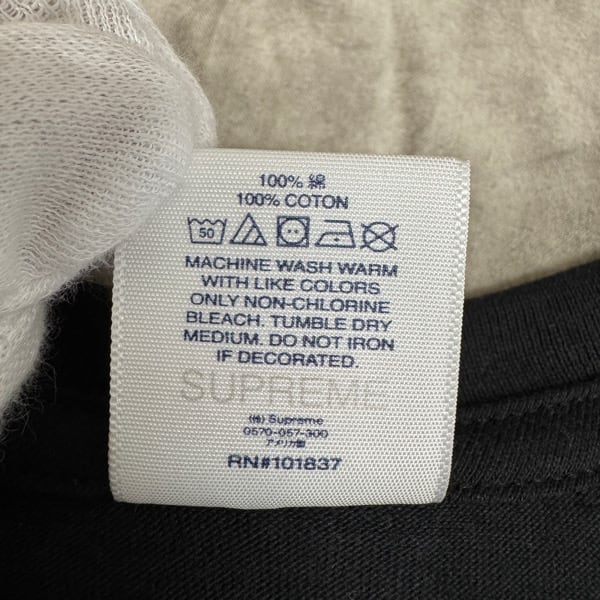 100% 綿
100% COTON
50
MACHINE WASH WARM
WITH LIKE COLORS
ONLY NON-CHLORINE
BLEACH. TUMBLE DRY
MEDIUM. DO NOT IRON
IF DECORATED.
SUPREME
(株) Supreme
0570-057-300
アメリカ製
RN#101837